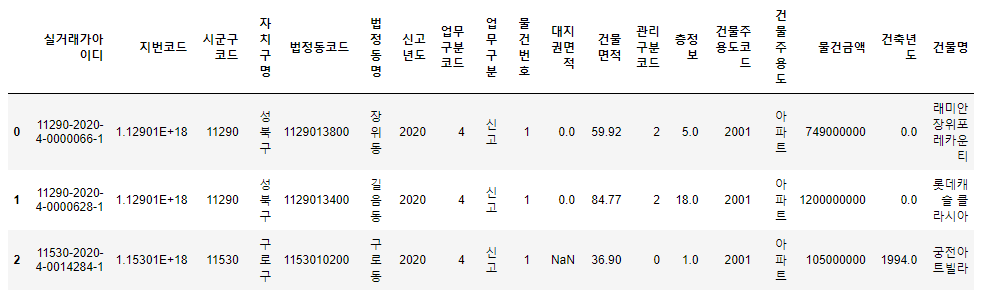 실거래가아이디 지번코드 시군구코드 자치구명 법정동코드 법정동명 신고년도 업무구분코드 업무구분 물건번호 대지권면적 건물면적 관리구분코드 층정보 건물주용도코드 건물주용도 물건금액 건축년도 건물명
0 11290-2020-4-0000066-1 1.12901E+18 11290 성북구 1129013800 장위동 2020 4 신고 1 0.0 59.92 2 5.0 2001 아파트 749000000 0.0 래미안장위포레카운티
1 11290-2020-4-0000628-1 1.12901E+18 11290 성북구 1129013400 길음동 2020 4 신고 1 0.0 84.77 2 18.0 2001 아파트 1200000000 0.0 롯데캐슬 클라시아
2 11530-2020-4-0014284-1 1.15301E+18 11530 구로구 1153010200 구로동 2020 4 신고 1 NaN 36.90 0 1.0 2001 아파트 105000000 1994.0 궁전아트빌라